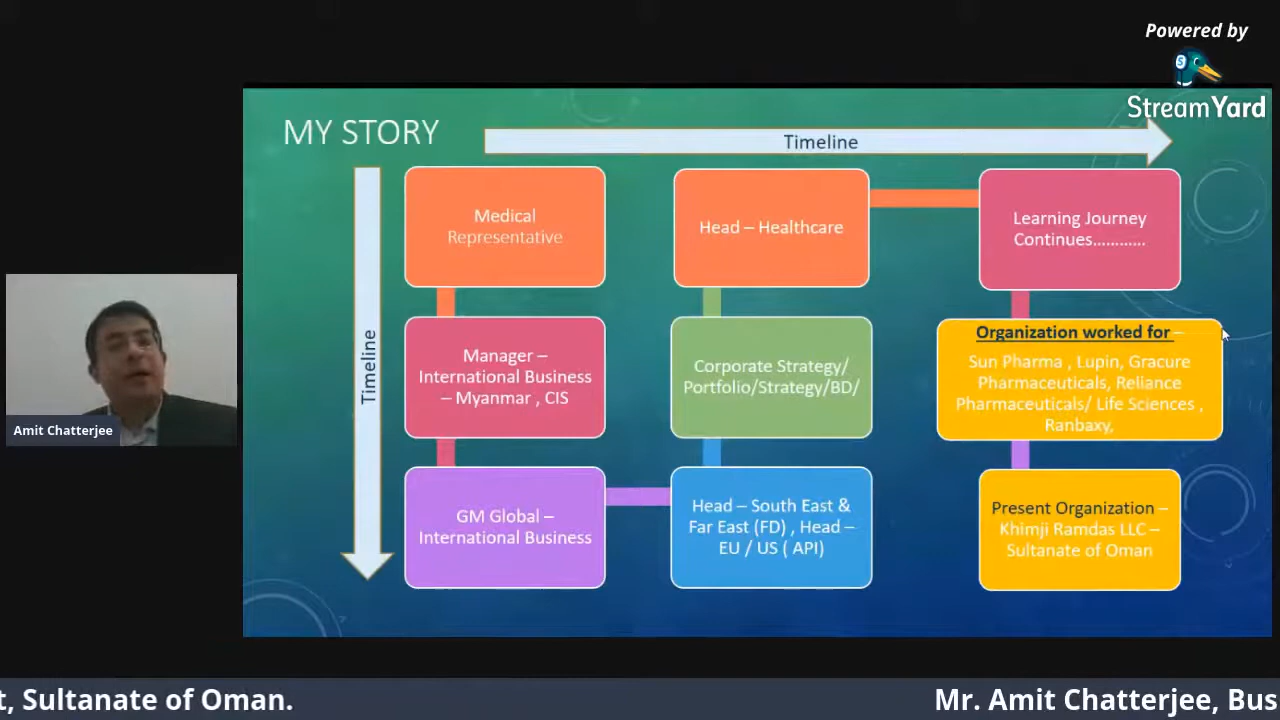 Powered by
StreamYard
MY STORY
Timeline
Timeline
Medical
Representative
Manager –
International Business
– Myanmar , CIS
GM Global –
International Business
Head – Healthcare
Corporate Strategy/
Portfolio/Strategy/BD/
Head – South East &
Far East (FD) , Head –
EU / US ( API)
Learning Journey
Continues............
Organization worked for –
Sun Pharma , Lupin, Gracure
Pharmaceuticals, Reliance
Pharmaceuticals/ Life Sciences ,
Ranbaxy,
Present Organization –
Khimji Ramdas LLC –
Sultanate of Oman
Amit Chatterjee
t, Sultanate of Oman.
Mr. Amit Chatterjee, Bus